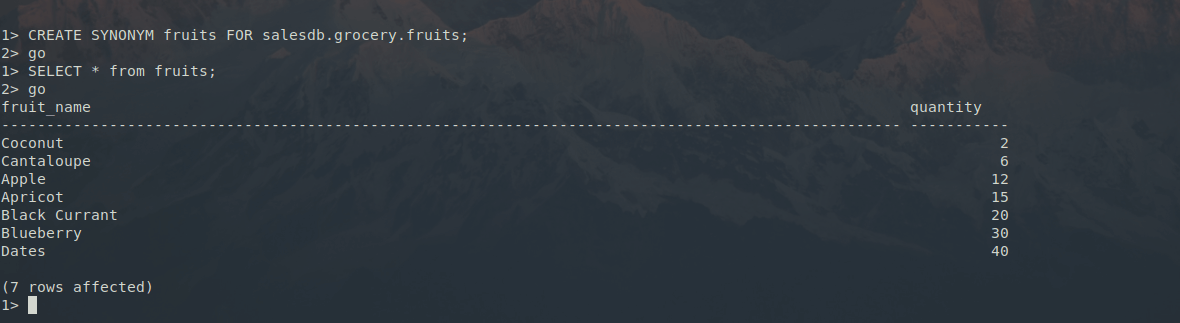 1> CREATE SYNONYM fruits FOR salesdb.grocery.fruits;
2> go
1> SELECT * from fruits;
2> go
fruit_name quantity
---------------------------------------------------------------------------------------------------- -----------
Coconut 2
Cantaloupe 6
Apple 12
Apricot 15
Black Currant 20
Blueberry 30
Dates 40
(7 rows affected)
1>